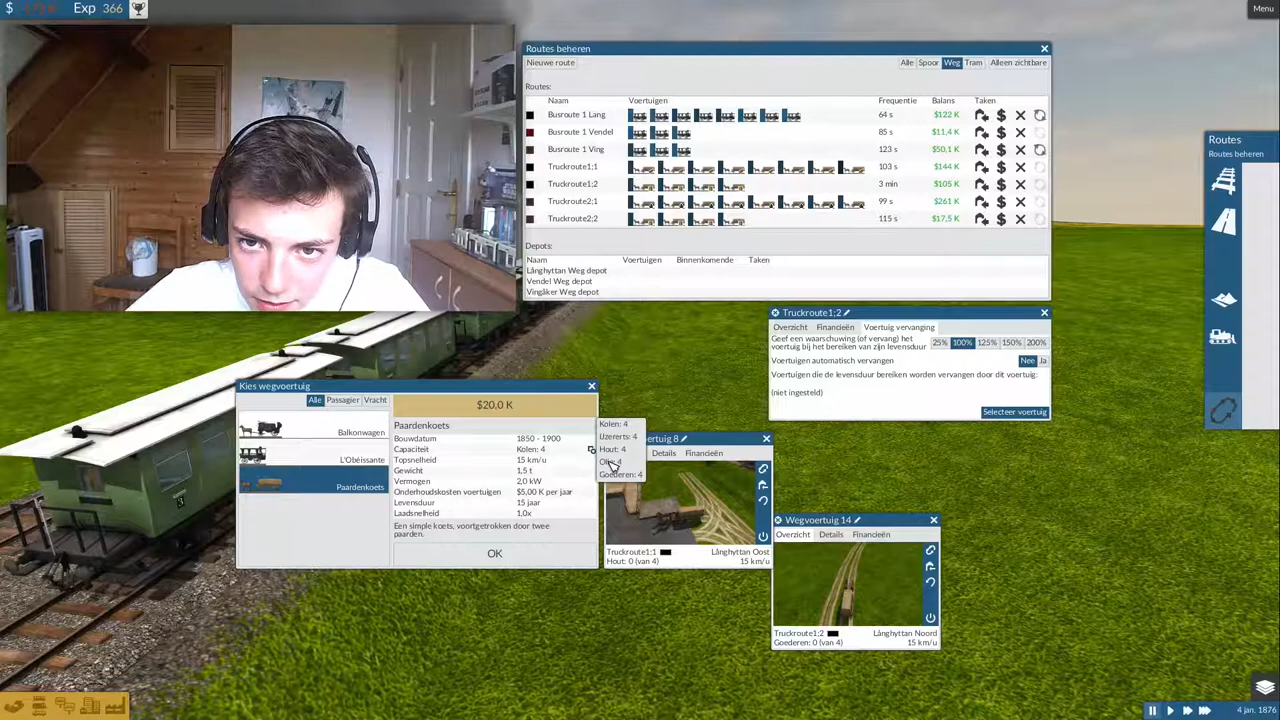 $
Exp 366
Menu
Routes beheren
Nieuwe route
Alle Spoor Weg Tram Alleen zichtbare
Routes:
Naam Voertuigen Frequentie Balans Taken
Busroute 1 Lang 64 s $122 K
Busroute 1 Vendel 85 s $11,4 K
Busroute 1 Ving 123 s $50,1 K
Truckroute1;1 103 s $144 K
Truckroute1;2 3 min $105 K
Truckroute2;1 99 s $261 K
Truckroute2;2 115 s $17,5 K
Depots:
Naam Voertuigen Binnenkomende Taken
Långhyttan Weg depot
Vendel Weg depot
Vingåker Weg depot
Routes
Routes beheren
Truckroute1;2
Overzicht Financieën Voertuig vervanging
Geef een waarschuwing (of vervang) het
voertuig bij het bereiken van zijn levensduur
25% 100% 125% 150% 200%
Voertuigen automatisch vervangen Nee Ja
Voertuigen die de levensduur bereiken worden vervangen door dit voertuig:
(niet ingesteld)
Selecteer voertuig
Kies wegvoertuig
Alle Passagier Vracht
Balkonwagen
L'Obéissante
Paardenkoets
$20,0 K
Paardenkoets
Bouwdatum 1850 - 1900
Capaciteit Kolen: 4
Topsnelheid 15 km/u
Gewicht 1,5 t
Vermogen 2,0 kW
Onderhoudskosten voertuigen $5,00 K per jaar
Levensduur 15 jaar
Laadsnelheid 1,0x
Een simple koets, voortgetrokken door twee
paarden.
OK
Kolen: 4
IJzererts: 4
Hout: 4
Goederen: 4
ertuig 8
Details Financieën
Truckroute1;1 Långhyttan Oost
Hout: 0 (van 4) 15 km/u
Wegvoertuig 14
Overzicht Details Financieën
Truckroute1;2 Långhyttan Noord
Goederen: 0 (van 4) 15 km/u
4 jan. 1876